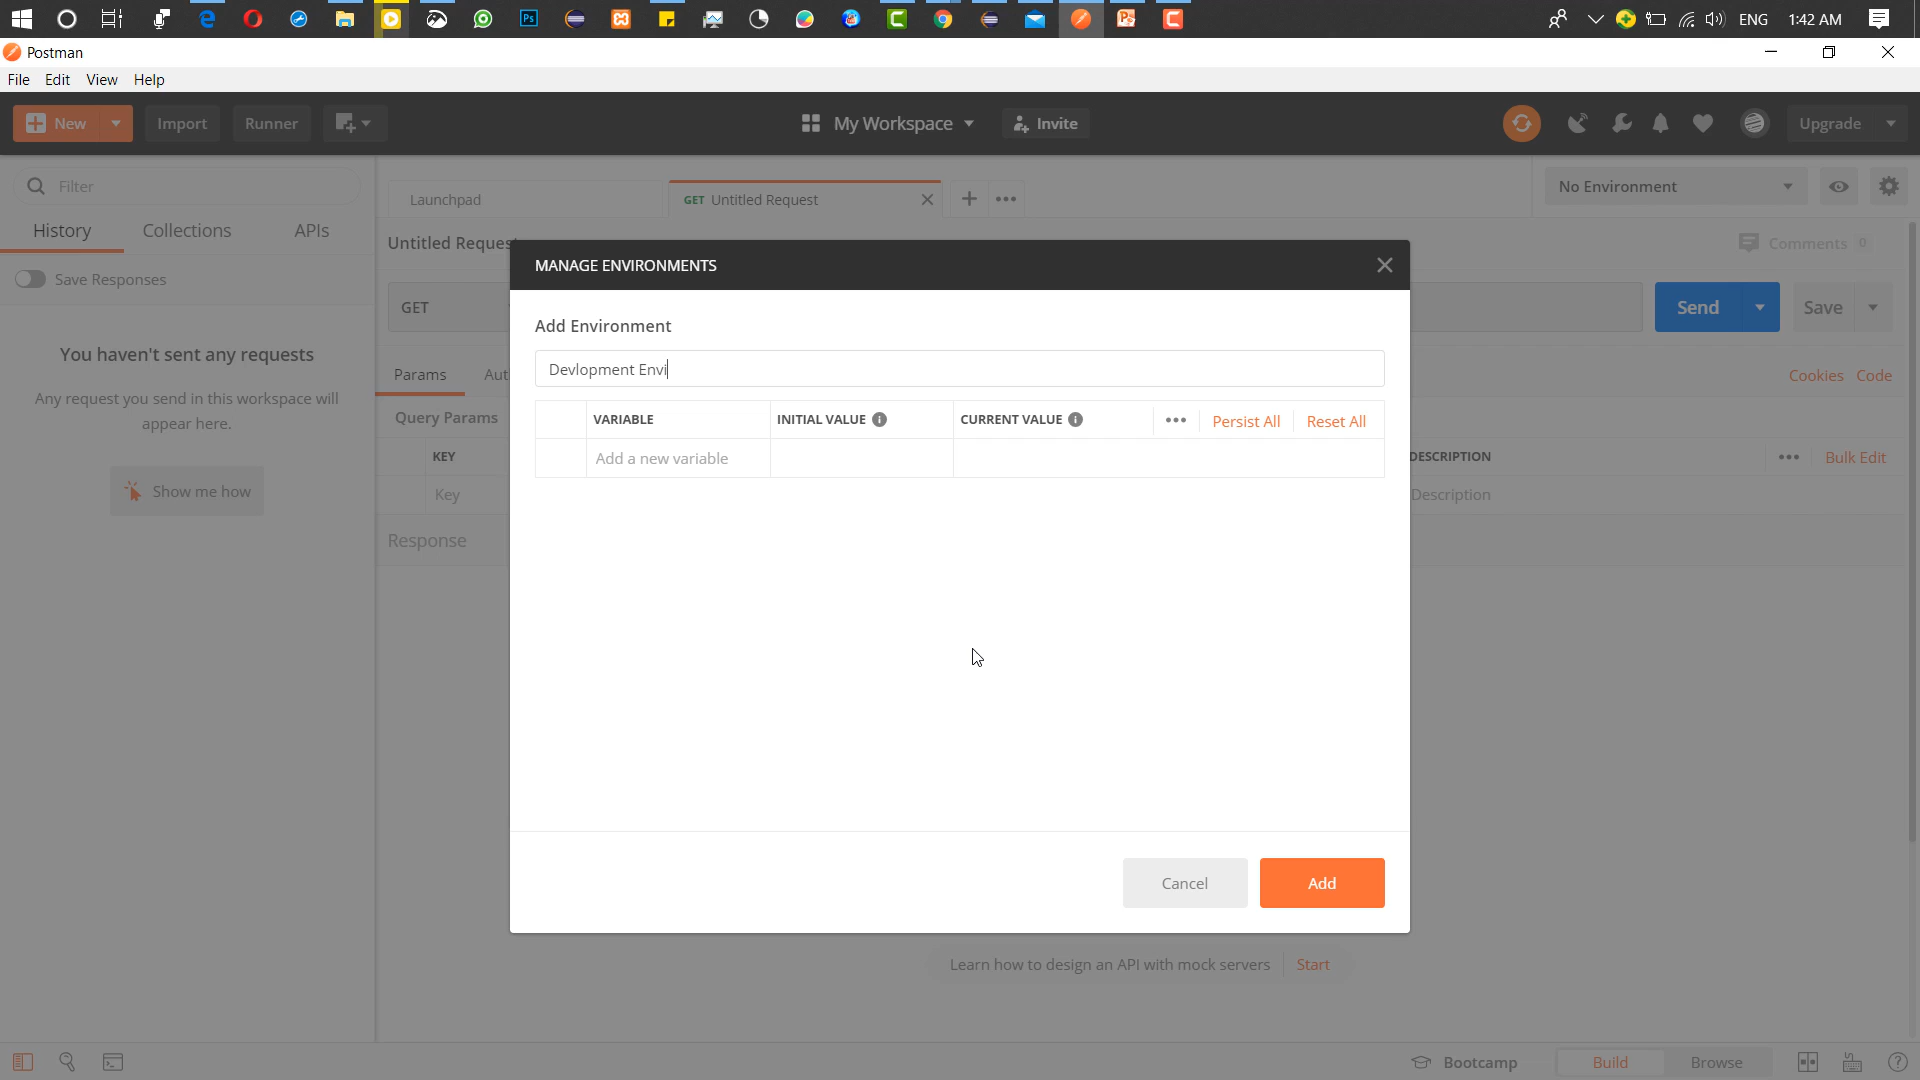 ENG 1:42 AM
Postman
File Edit View Help
New Import Runner My Workspace Invite Upgrade
Filter
Launchpad GET Untitled Request No Environment
History Collections APIs
Untitled Reques Comments 0
Save Responses
MANAGE ENVIRONMENTS
GET Send Save
Add Environment
You haven't sent any requests
Any request you send in this workspace will appear here.
Show me how
Devlopment Envi
Params Aut Cookies Code
Query Params
VARIABLE INITIAL VALUE CURRENT VALUE Persist All Reset All
Add a new variable
KEY DESCRIPTION Bulk Edit
Key Description
Response
Cancel Add
Learn how to design an API with mock servers Start
Bootcamp Build Browse